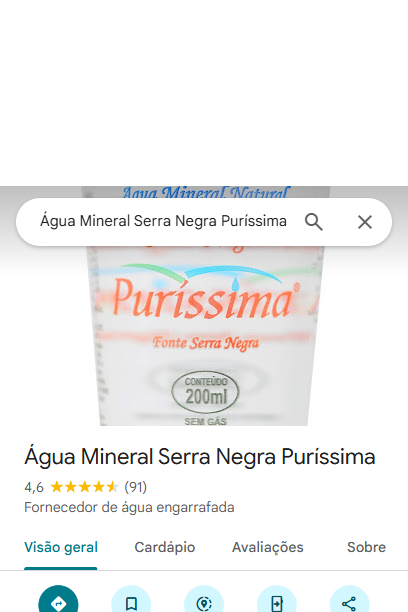 Água Mineral Natural
Água Mineral Serra Negra Puríssima
Puríssima®
Fonte Serra Negra
CONTEÚDO
200ml
SEM GÁS
Água Mineral Serra Negra Puríssima
4,6 (91)
Fornecedor de água engarrafada
Visão geral Cardápio Avaliações Sobre